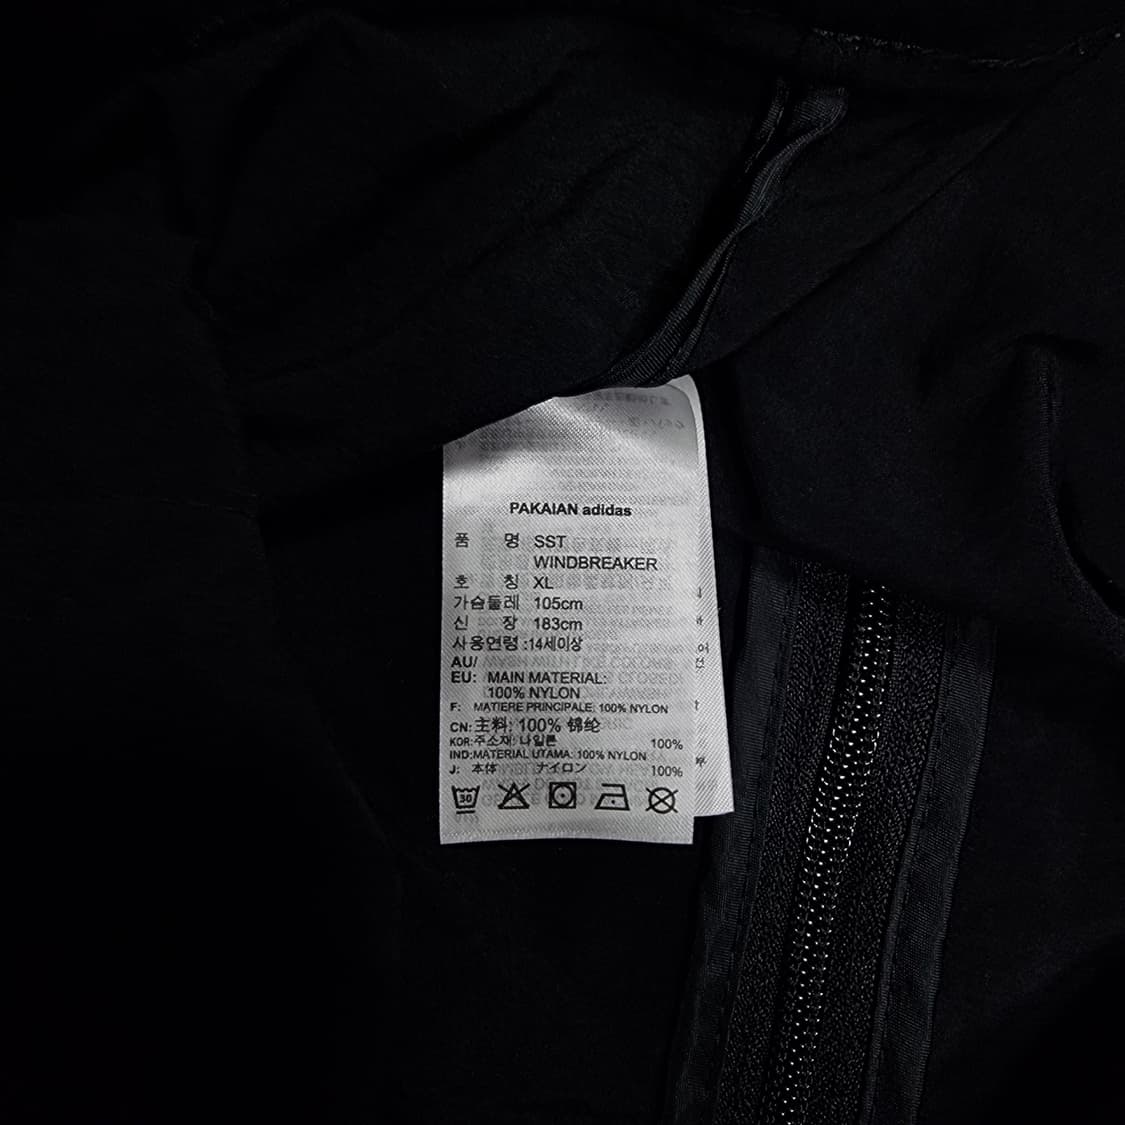 PAKAIAN adidas
품 명 SST
WINDBREAKER
호 칭 XL
가슴둘레 105cm
신 장 183cm
사용연령 :14세이상
AU/
EU: MAIN MATERIAL:
100% NYLON
F: MATIERE PRINCIPALE: 100% NYLON
CN: 主料: 100% 锦纶
KOR:주소재: 나일론 100%
IND:MATERIAL UTAMA: 100% NYLON
J: 本体 ナイロン 100%
30